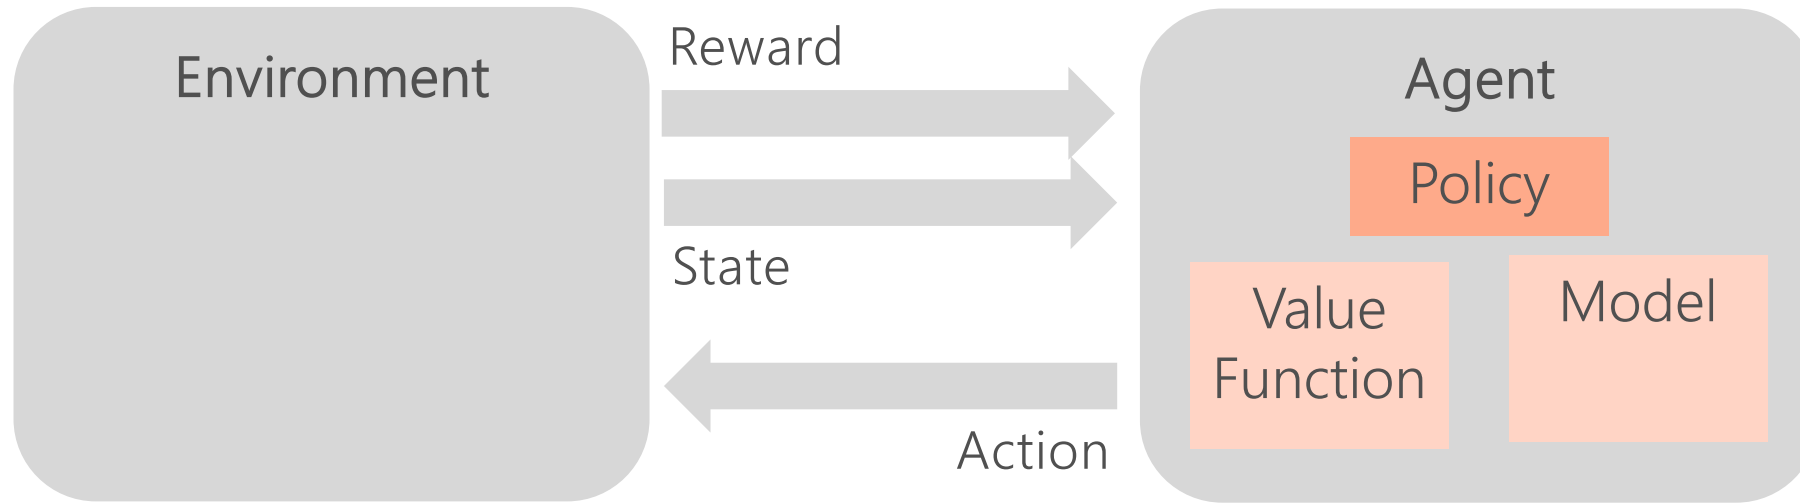 Environment
Reward
State
Action
Agent
Policy
Value
Function
Model